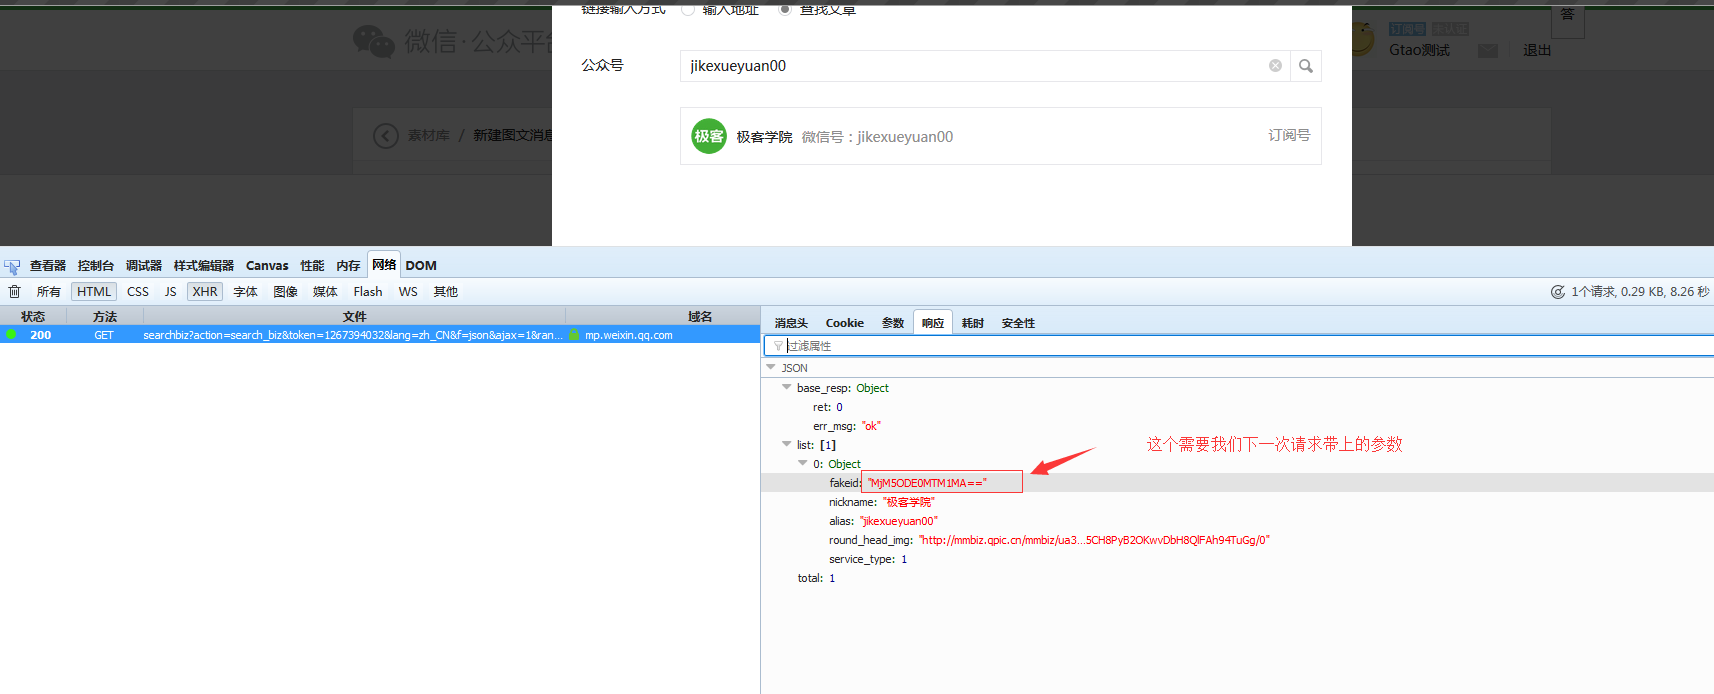 链接输入方式 输入地址 查找文章
答
微信·公众平台
订阅号 未认证
Gtao测试 退出
公众号 jikexueyuan00
素材库 / 新建图文消息
极客 极客学院 微信号：jikexueyuan00 订阅号
查看器 控制台 调试器 样式编辑器 Canvas 性能 内存 网络 DOM
所有 HTML CSS JS XHR 字体 图像 媒体 Flash WS 其他 1个请求, 0.29 KB, 8.26 秒
状态 方法 文件 域名
200 GET searchbiz?action=search_biz&token=1267394032&lang=zh_CN&f=json&ajax=1&ran... mp.weixin.qq.com
消息头 Cookie 参数 响应 耗时 安全性
过滤属性
JSON
base_resp: Object
ret: 0
err_msg: "ok"
list: [1]
0: Object
这个需要我们下一次请求带上的参数
fakeid: "MjM5ODE0MTM1MA=="
nickname: "极客学院"
alias: "jikexueyuan00"
round_head_img: "http://mmbiz.qpic.cn/mmbiz/ua3...5CH8PyB2OKwvDbH8QlFAh94TuGg/0"
service_type: 1
total: 1